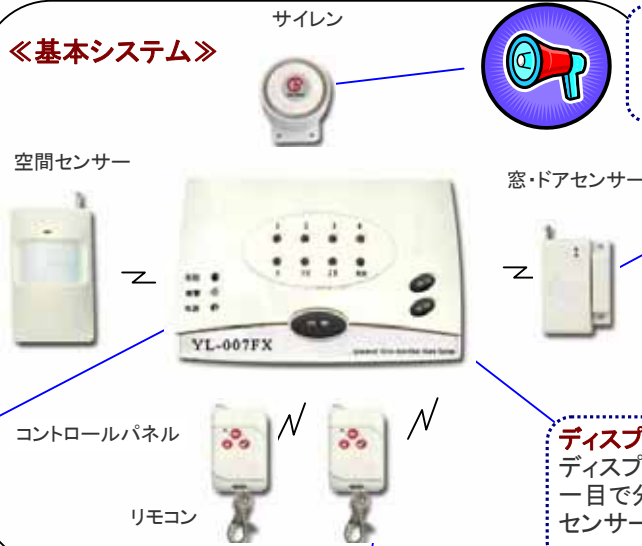 サイレン
≪基本システム≫
空間センサー
窓・ドアセンサー
1 2 3 4
YL-007FX
コントロールパネル
リモコン
ディスプ
ディスプ
一目で分
センサー